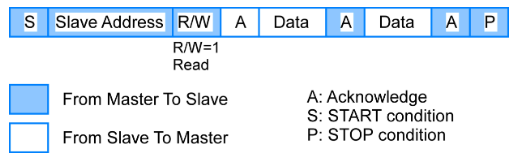 S Slave Address R/W A Data A Data A P
R/W=1
Read
From Master To Slave
From Slave To Master
A: Acknowledge
S: START condition
P: STOP condition